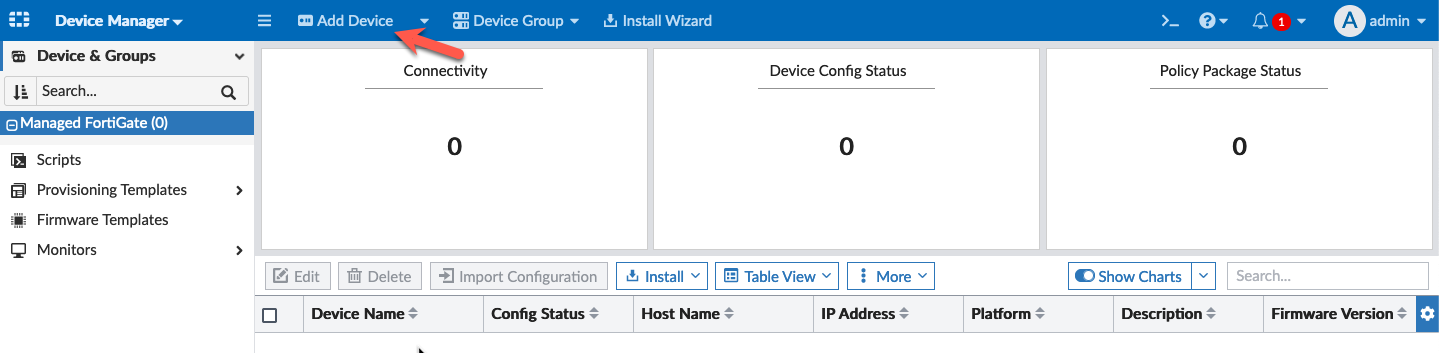 Device Manager Add Device Device Group Install Wizard >_ ? 1 A admin
Device & Groups
Search...
Managed FortiGate (0)
Scripts
Provisioning Templates
Firmware Templates
Monitors
Connectivity Device Config Status Policy Package Status
0 0 0
Edit Delete Import Configuration Install Table View More Show Charts Search...
Device Name Config Status Host Name IP Address Platform Description Firmware Version